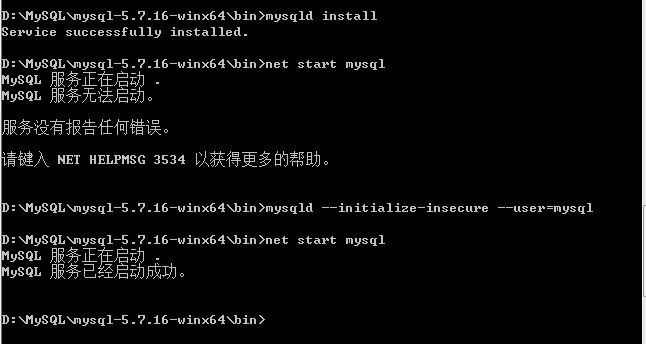 D:\MySQL\mysql-5.7.16-winx64\bin>mysqld install
Service successfully installed.
D:\MySQL\mysql-5.7.16-winx64\bin>net start mysql
MySQL 服务正在启动 .
MySQL 服务无法启动。
服务没有报告任何错误。
请键入 NET HELPMSG 3534 以获得更多的帮助。
D:\MySQL\mysql-5.7.16-winx64\bin>mysqld --initialize-insecure --user=mysql
D:\MySQL\mysql-5.7.16-winx64\bin>net start mysql
MySQL 服务正在启动 .
MySQL 服务已经启动成功。
D:\MySQL\mysql-5.7.16-winx64\bin>